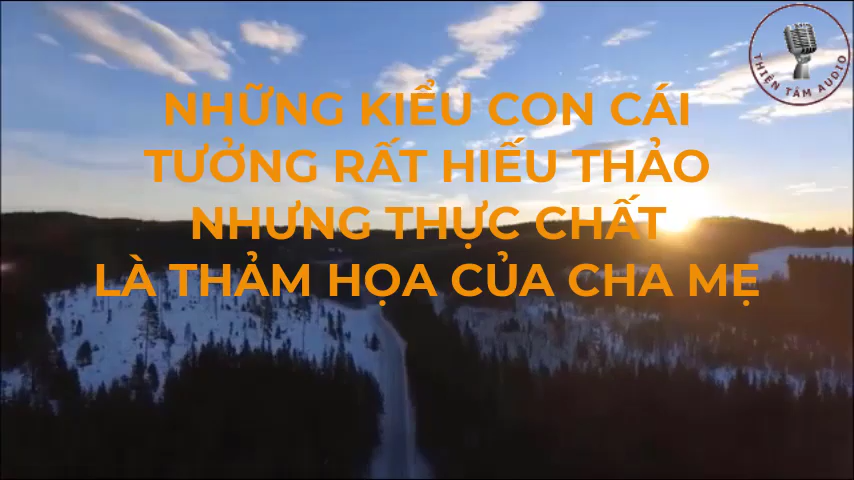 THIỆN TÂM AUDIO
NHỮNG KIỂU CON CÁI
TƯỞNG RẤT HIẾU THẢO
NHƯNG THỰC CHẤT
LÀ THẢM HỌA CỦA CHA MẸ